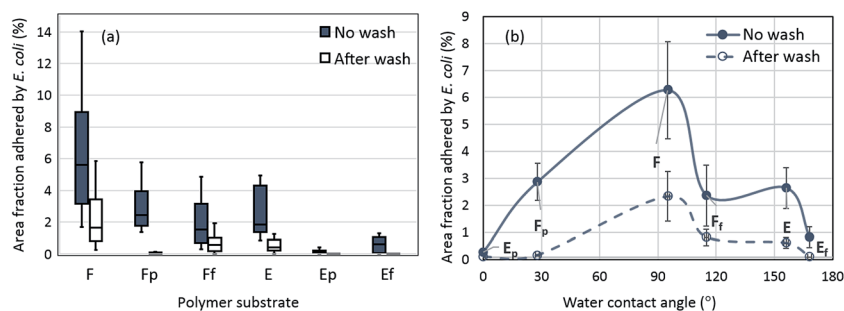 (a)
No wash
After wash
Area fraction adhered by E. coli (%)
14
12
10
8
6
4
2
0
F Fp Ff E Ep Ef
Polymer substrate
(b)
No wash
After wash
Area fraction adhered by E. coli (%)
9
8
7
6
5
4
3
2
1
0
F
Fp
Ff
E
Ep
Ef
0 30 60 90 120 150 180
Water contact angle (°)